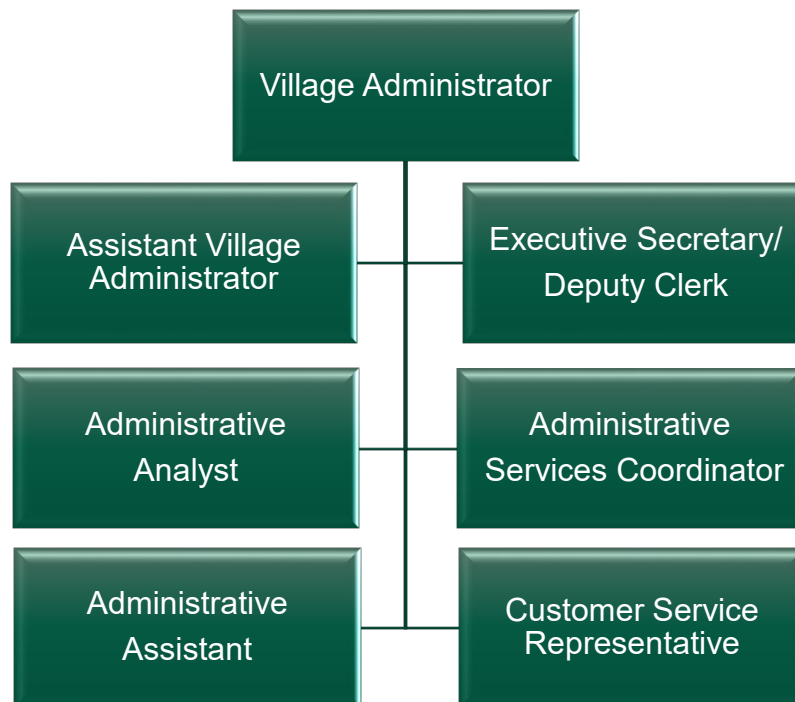 Village Administrator
Assistant Village
Administrator
Executive Secretary/
Deputy Clerk
Administrative
Analyst
Administrative
Services Coordinator
Administrative
Assistant
Customer Service
Representative